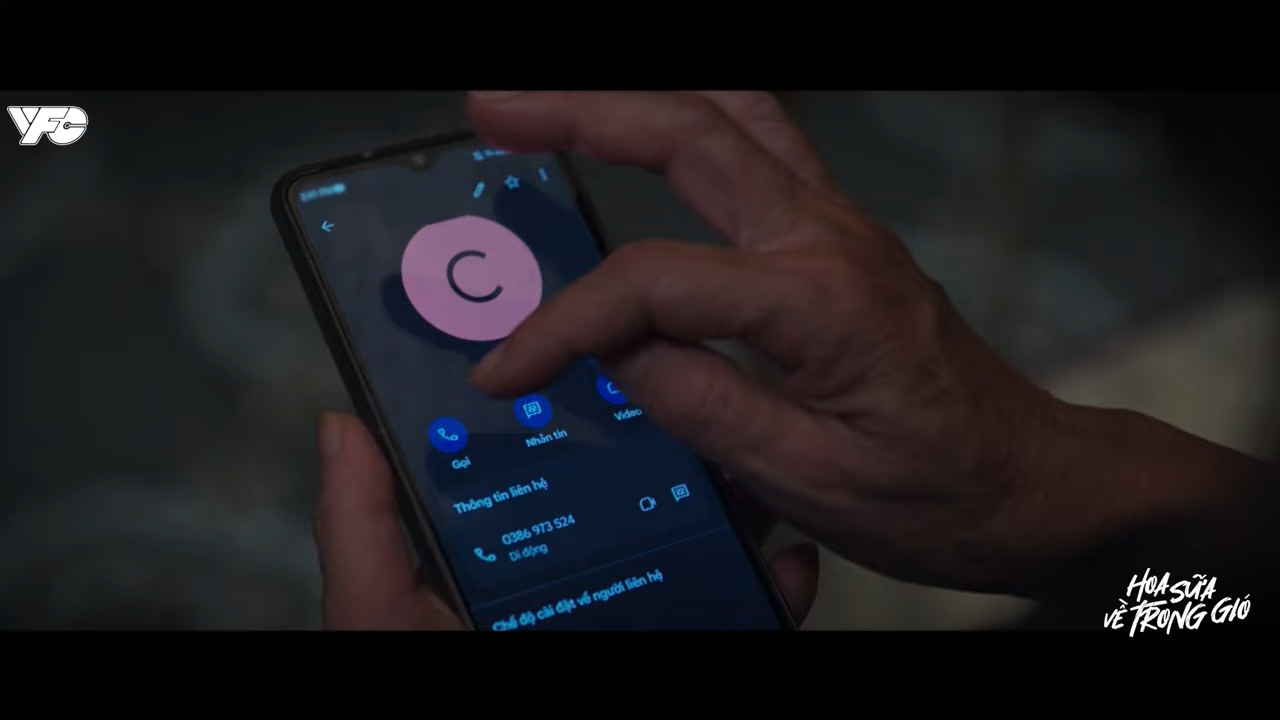 VFC
C
Gọi
Nhắn tin
Video
Thông tin liên hệ
0386 973 524
Di động
Chế độ cài đặt về người liên hệ
HOA SỮA
VỀ TRONG GIÓ